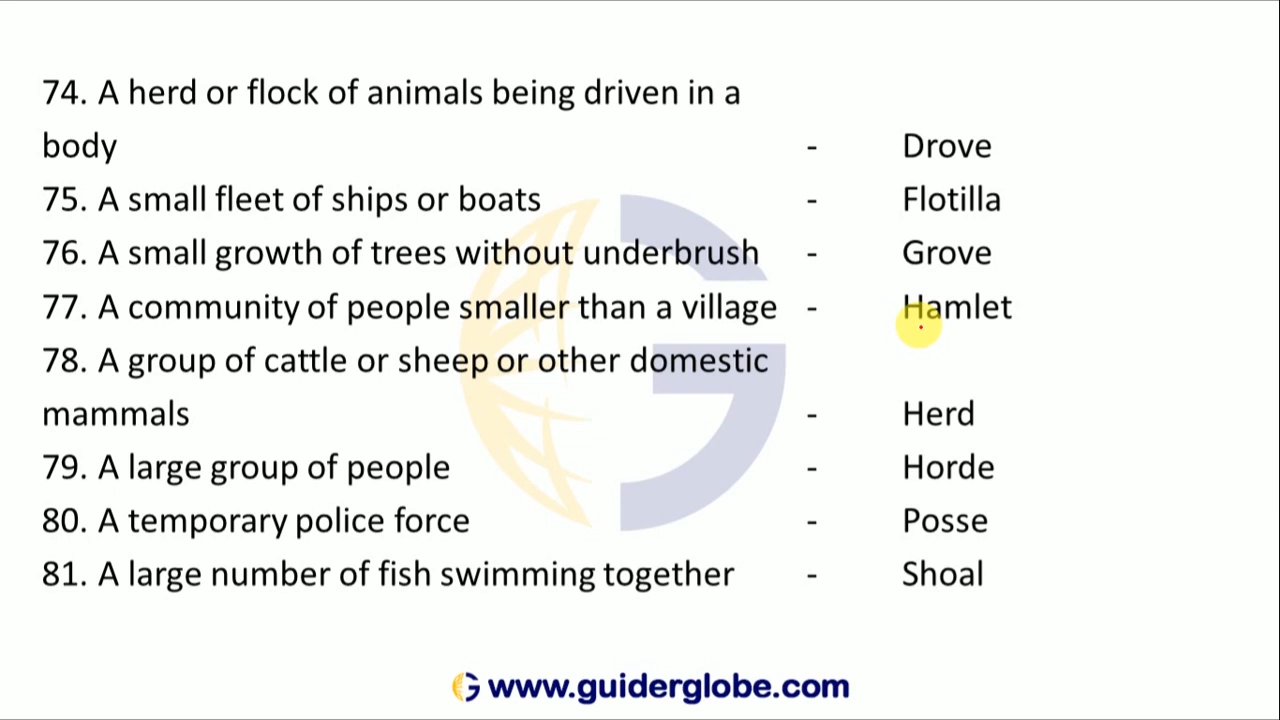 74. A herd or flock of animals being driven in a
body - Drove
75. A small fleet of ships or boats - Flotilla
76. A small growth of trees without underbrush - Grove
77. A community of people smaller than a village - Hamlet
78. A group of cattle or sheep or other domestic
mammals - Herd
79. A large group of people - Horde
80. A temporary police force - Posse
81. A large number of fish swimming together - Shoal
www.guiderglobe.com